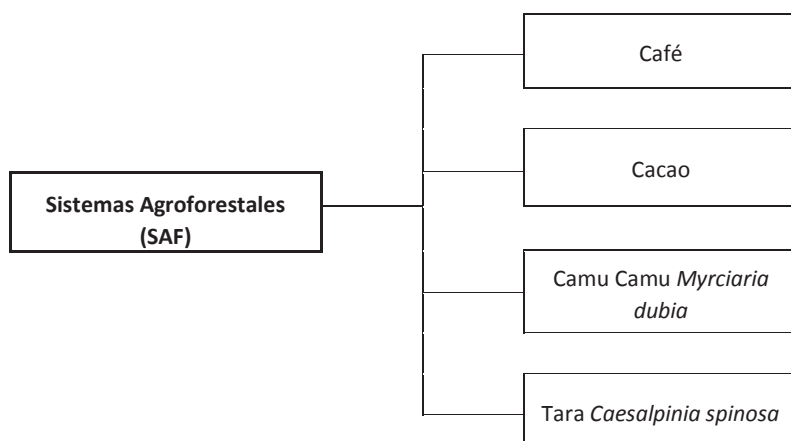 Café
Cacao
Sistemas Agroforestales
(SAF)
Camu Camu Myrciaria
dubia
Tara Caesalpinia spinosa